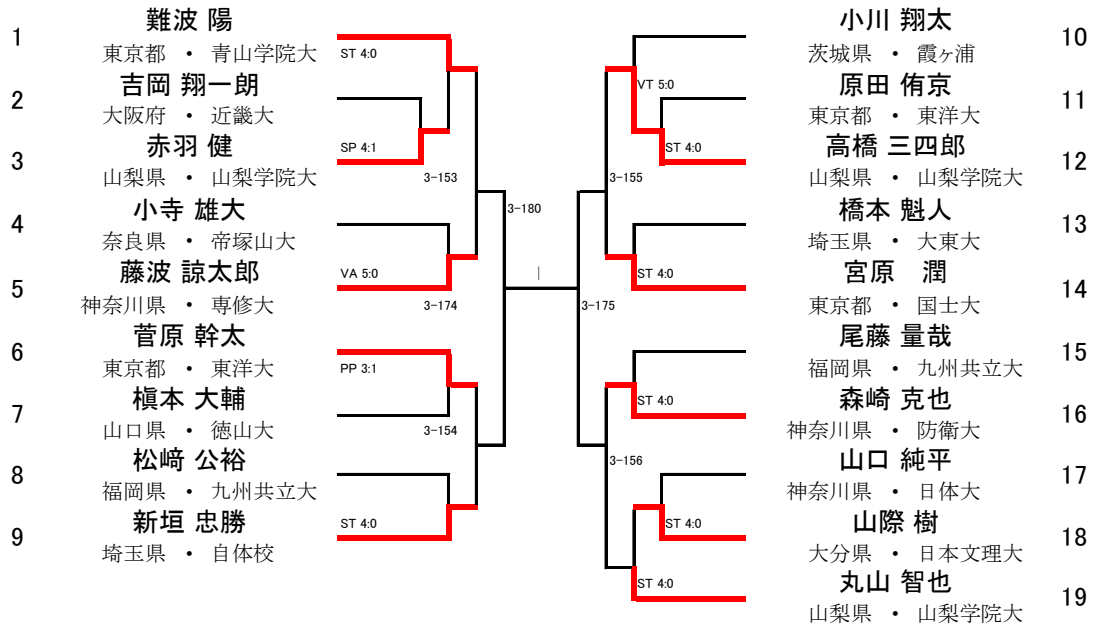 1
難波 陽
東京都 ・ 青山学院大
ST 4:0
2
吉岡 翔一朗
大阪府 ・ 近畿大
3
赤羽 健
山梨県 ・ 山梨学院大
SP 4:1
3-153
4
小寺 雄大
奈良県 ・ 帝塚山大
5
藤波 諒太郎
神奈川県 ・ 専修大
VA 5:0
3-174
6
菅原 幹太
東京都 ・ 東洋大
PP 3:1
7
槇本 大輔
山口県 ・ 徳山大
3-154
8
松﨑 公裕
福岡県 ・ 九州共立大
9
新垣 忠勝
埼玉県 ・ 自体校
ST 4:0
3-180
|
小川 翔太
10
茨城県 ・ 霞ヶ浦
VT 5:0
原田 侑京
11
東京都 ・ 東洋大
ST 4:0
高橋 三四郎
12
山梨県 ・ 山梨学院大
3-155
橋本 魁人
13
埼玉県 ・ 大東大
ST 4:0
宮原 潤
14
東京都 ・ 国士大
3-175
尾藤 量哉
15
福岡県 ・ 九州共立大
ST 4:0
森崎 克也
16
神奈川県 ・ 防衛大
3-156
山口 純平
17
神奈川県 ・ 日体大
ST 4:0
山際 樹
18
大分県 ・ 日本文理大
ST 4:0
丸山 智也
19
山梨県 ・ 山梨学院大